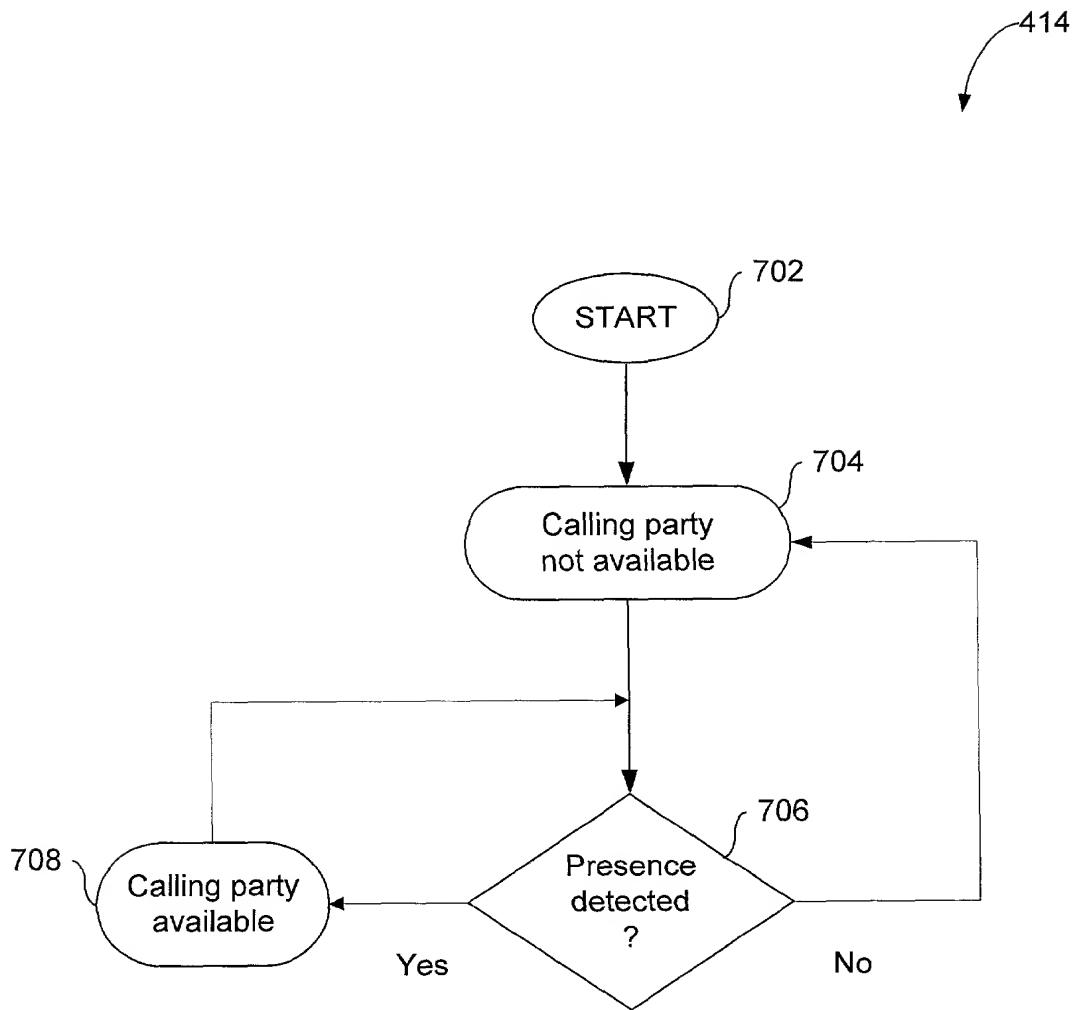 414
702
START
704
Calling party
not available
706
Presence
detected
?
708
Calling party
available
Yes
No